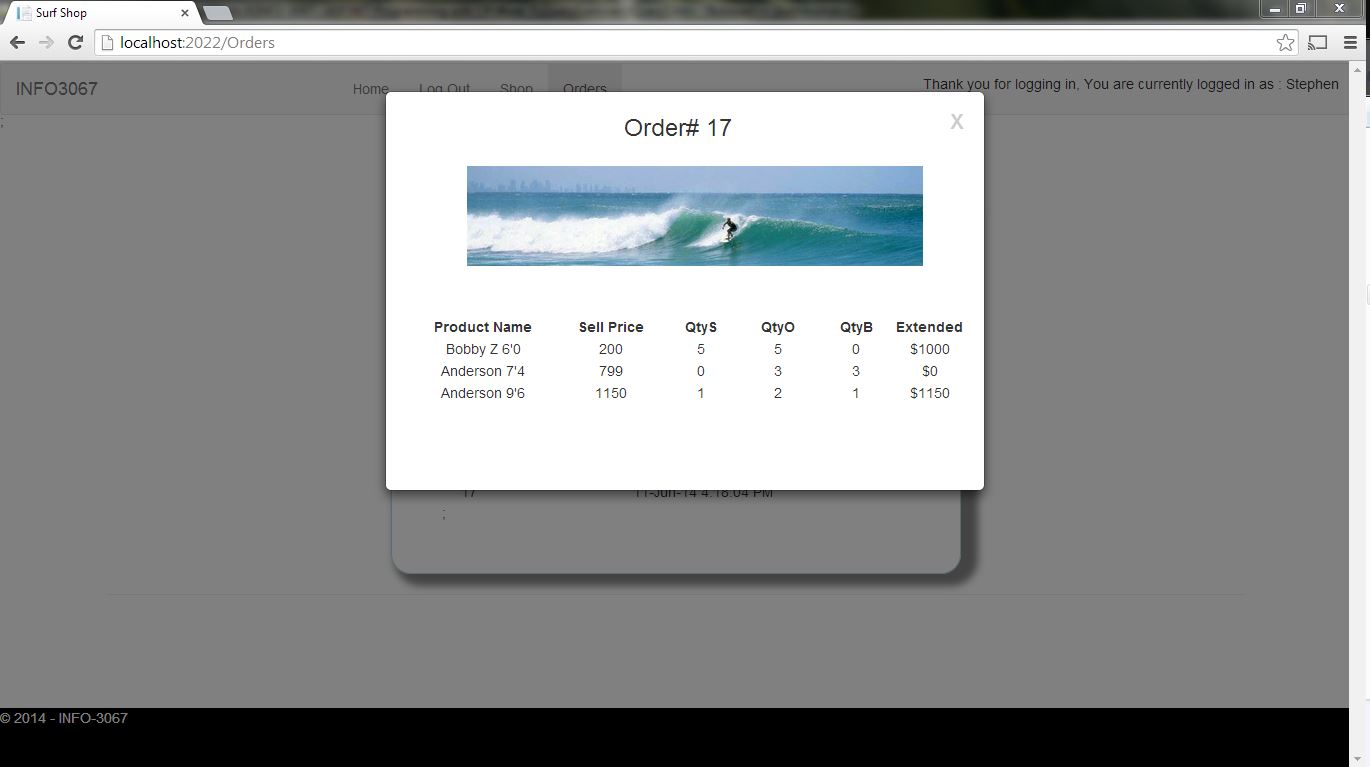 Surf Shop
localhost:2022/Orders
INFO3067 Home Log Out Shop Orders Thank you for logging in, You are currently logged in as : Stephen
;
Order# 17 X
Product Name Sell Price QtyS QtyO QtyB Extended
Bobby Z 6'0 200 5 5 0 $1000
Anderson 7'4 799 0 3 3 $0
Anderson 9'6 1150 1 2 1 $1150
17 11-Jun-14 4:18:04 PM
;
© 2014 - INFO-3067